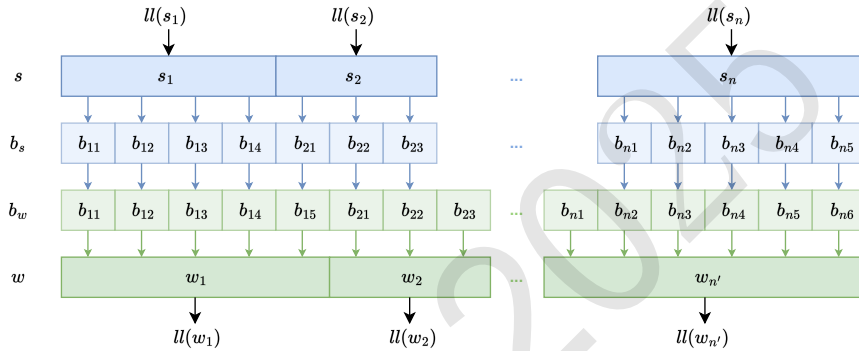 ll(s₁) ll(s₂) ll(sₙ)
s s₁ s₂ ... sₙ
bₛ b₁₁ b₁₂ b₁₃ b₁₄ b₂₁ b₂₂ b₂₃ ... bₙ₁ bₙ₂ bₙ₃ bₙ₄ bₙ₅
b_w b₁₁ b₁₂ b₁₃ b₁₄ b₁₅ b₂₁ b₂₂ b₂₃ ... bₙ₁ bₙ₂ bₙ₃ bₙ₄ bₙ₅ bₙ₆
w w₁ w₂ ... wₙ′
ll(w₁) ll(w₂) ll(wₙ′)
2025